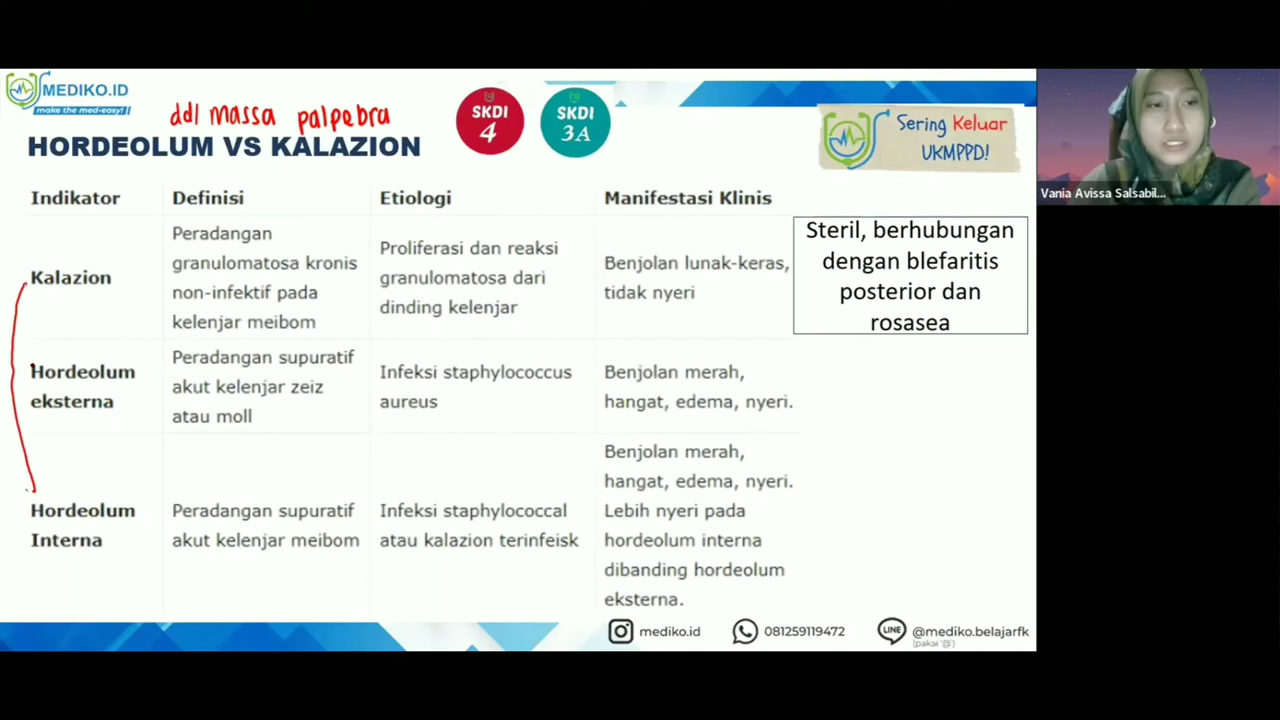 MEDIKO.ID
make the med-easy!!
ddl massa palpebra
HORDEOLUM VS KALAZION
SKDI
4
SKDI
3A
Sering Keluar
UKMPPD!
Vania Avissa Salsabil...
Indikator
Definisi
Etiologi
Manifestasi Klinis
Kalazion
Peradangan
granulomatosa kronis
non-infektif pada
kelenjar meibom
Proliferasi dan reaksi
granulomatosa dari
dinding kelenjar
Benjolan lunak-keras,
tidak nyeri
Steril, berhubungan
dengan blefaritis
posterior dan
rosasea
Hordeolum
eksterna
Peradangan supuratif
akut kelenjar zeiz
atau moll
Infeksi staphylococcus
aureus
Benjolan merah,
hangat, edema, nyeri.
Hordeolum
Interna
Peradangan supuratif
akut kelenjar meibom
Infeksi staphylococcal
atau kalazion terinfeisk
Benjolan merah,
hangat, edema, nyeri.
Lebih nyeri pada
hordeolum interna
dibanding hordeolum
eksterna.
mediko.id
081259119472
LINE
@mediko.belajarfk
(pakai '@')